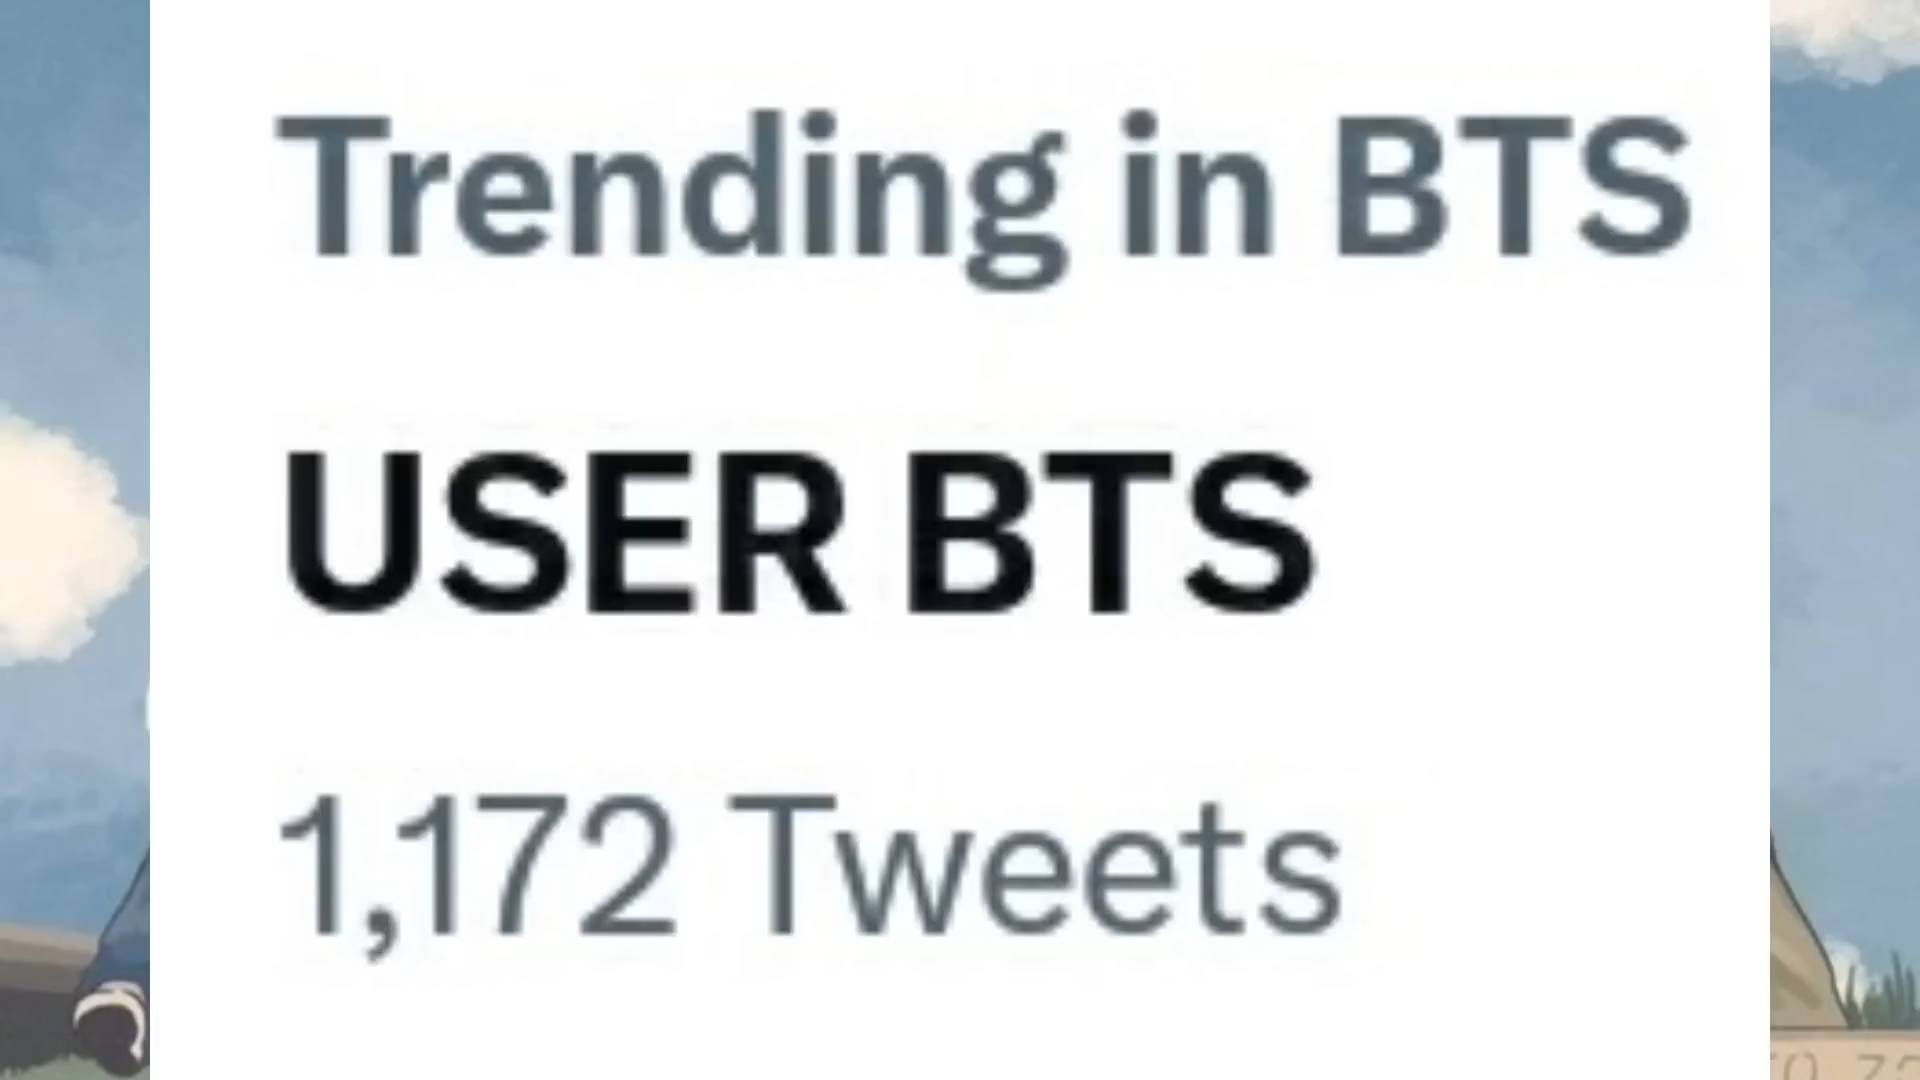 Trending in BTS
USER BTS
1,172 Tweets